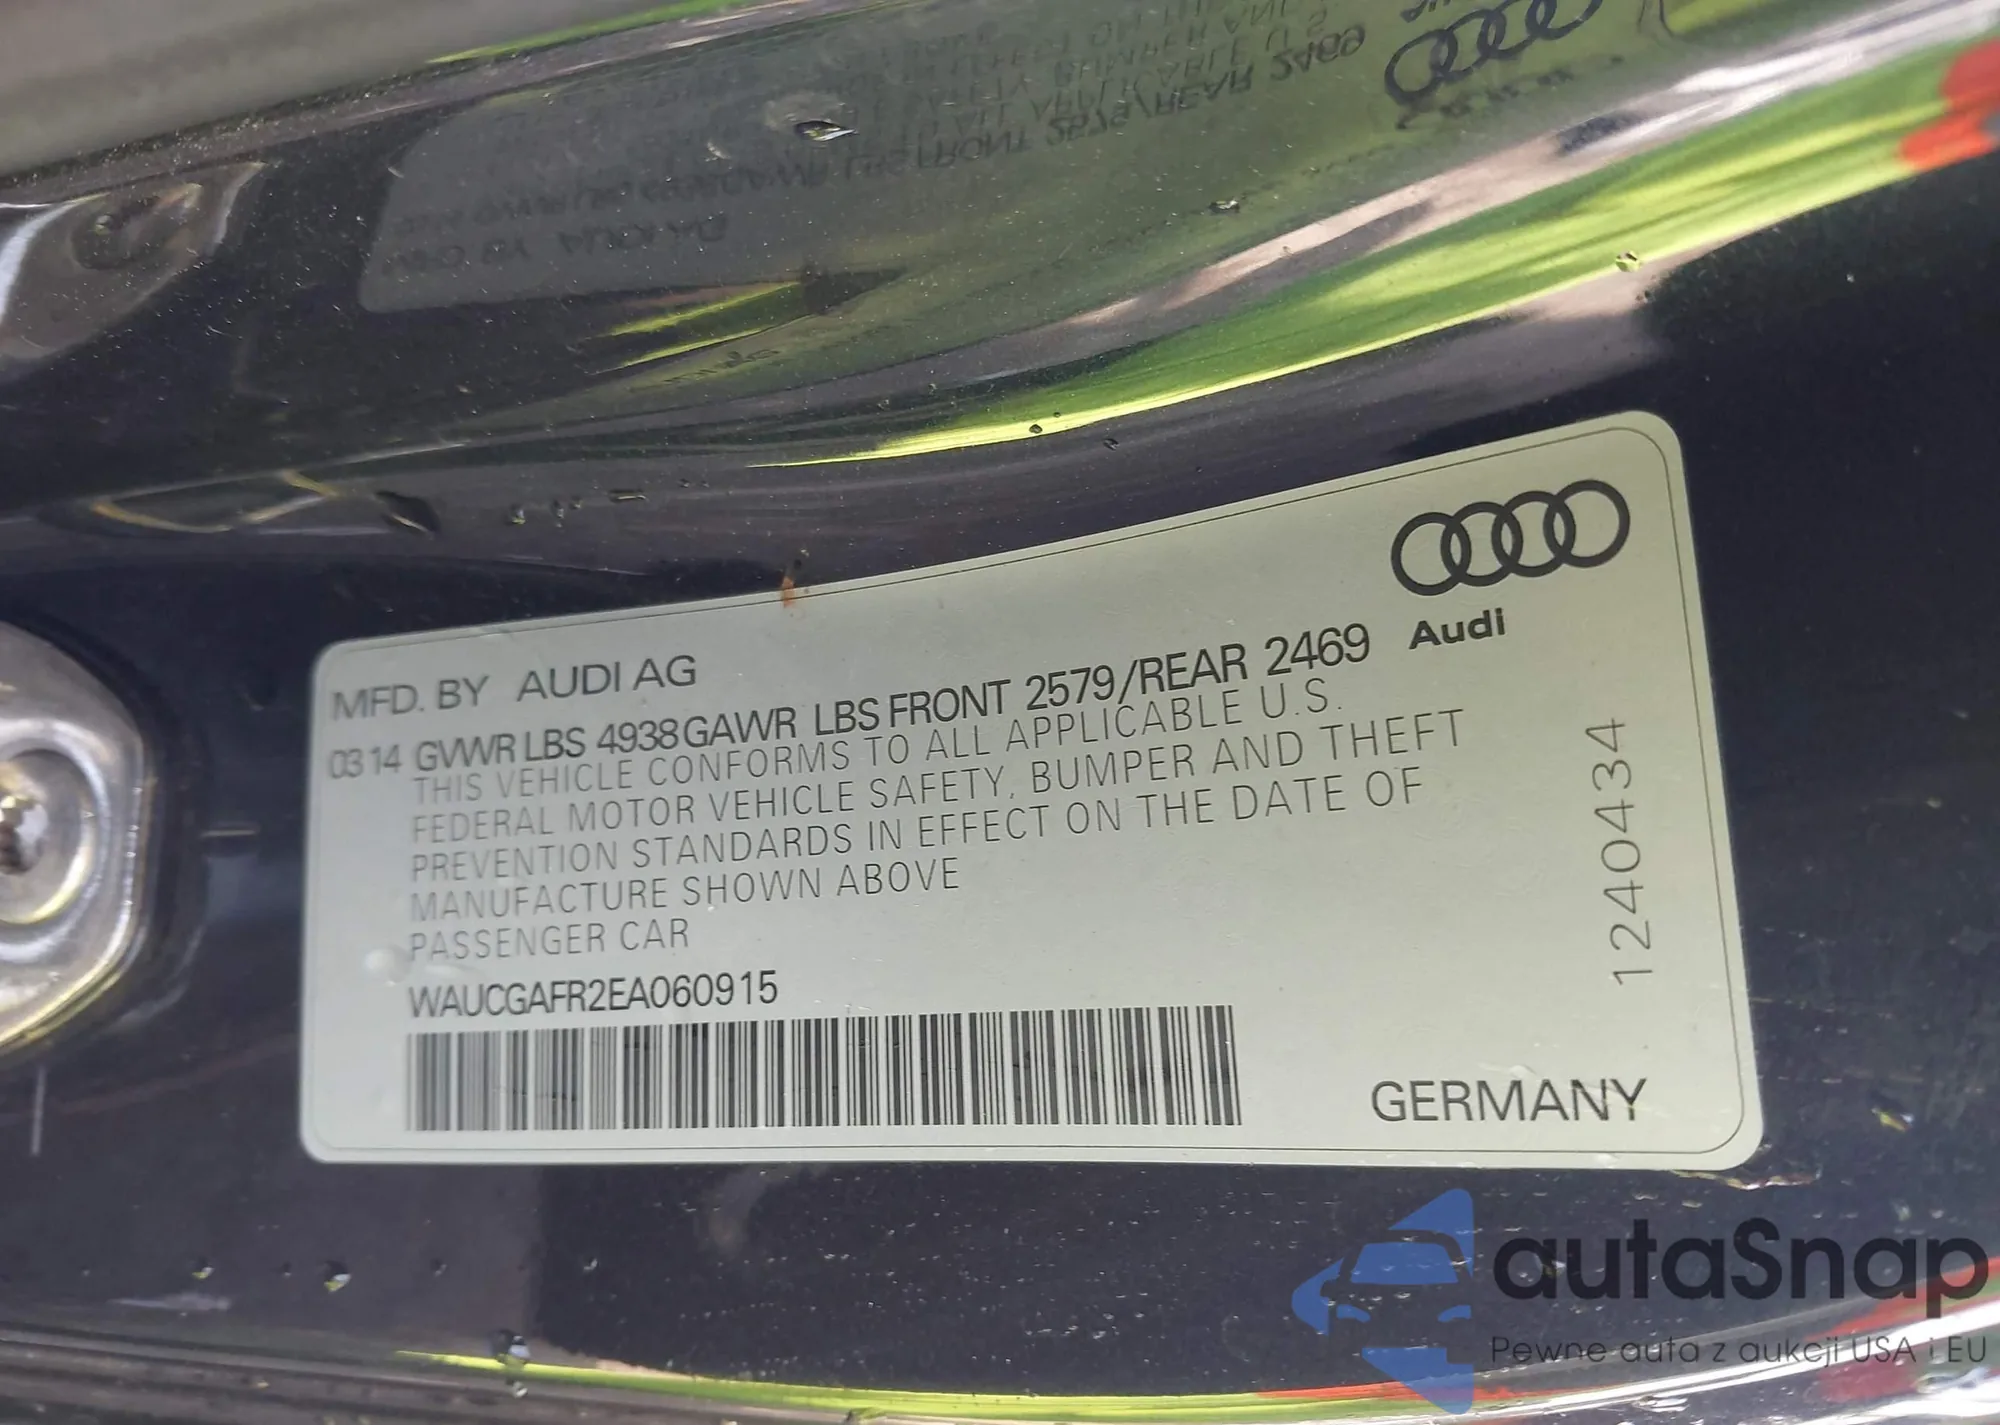 MFD. BY AUDI AG
03 14 GVWR LBS 4938 GAWR LBS FRONT 2579/REAR 2469
THIS VEHICLE CONFORMS TO ALL APPLICABLE U.S.
FEDERAL MOTOR VEHICLE SAFETY, BUMPER AND THEFT
PREVENTION STANDARDS IN EFFECT ON THE DATE OF
MANUFACTURE SHOWN ABOVE
PASSENGER CAR
WAUCGAFR2EA060915
Audi
1240434
GERMANY
autaSnap
Pewne auta z aukcji USA i EU